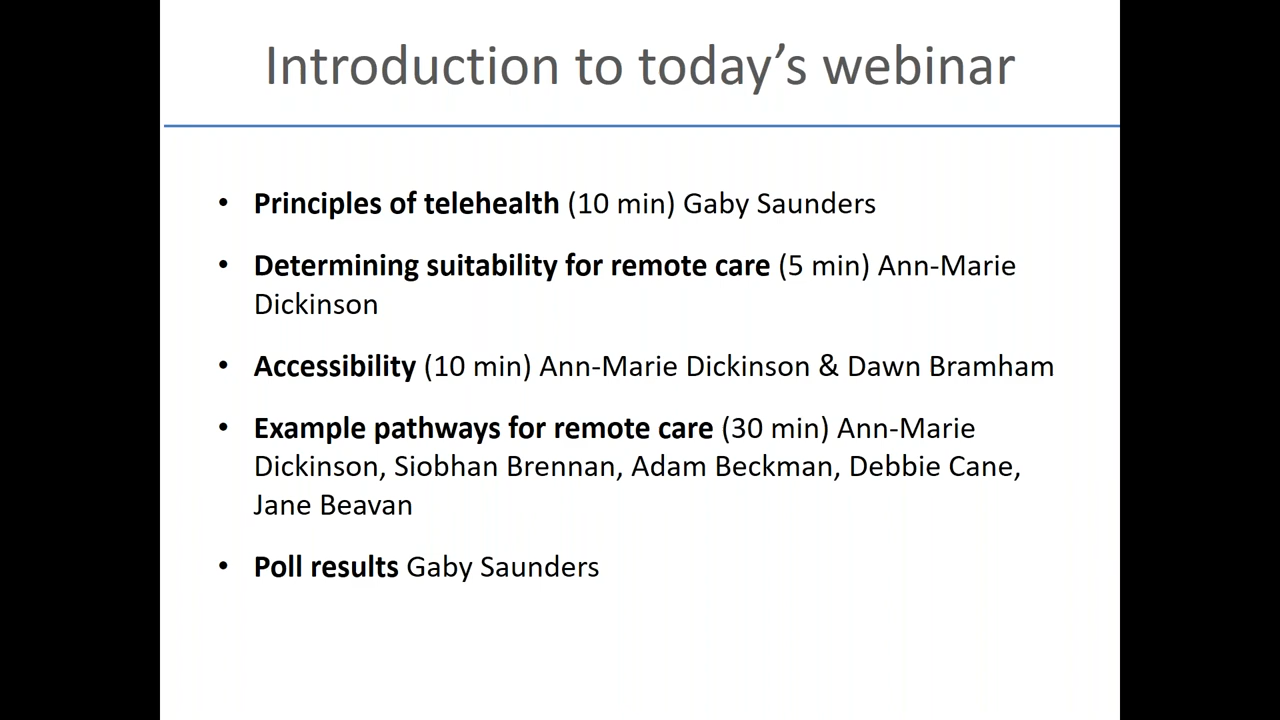 Introduction to today’s webinar
• Principles of telehealth (10 min) Gaby Saunders
• Determining suitability for remote care (5 min) Ann-Marie
Dickinson
• Accessibility (10 min) Ann-Marie Dickinson & Dawn Bramham
• Example pathways for remote care (30 min) Ann-Marie
Dickinson, Siobhan Brennan, Adam Beckman, Debbie Cane,
Jane Beavan
• Poll results Gaby Saunders